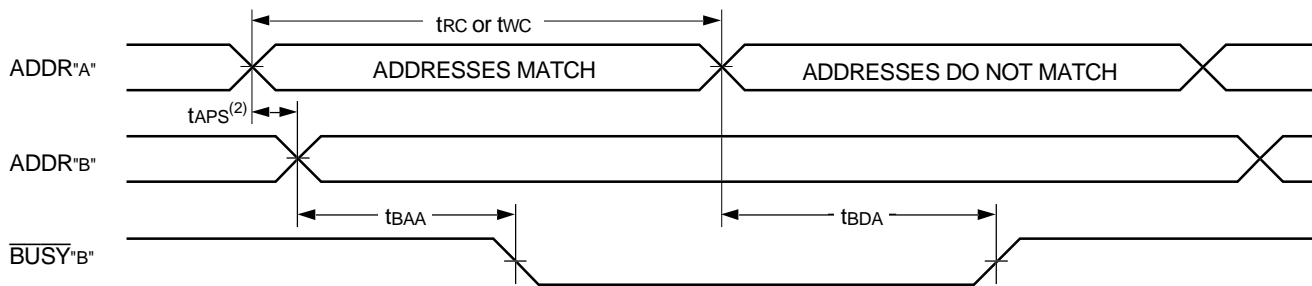 tRC or tWC
ADDR"A"
ADDRESSES MATCH
ADDRESSES DO NOT MATCH
tAPS(2)
ADDR"B"
tBAA
tBDA
BUSY"B"